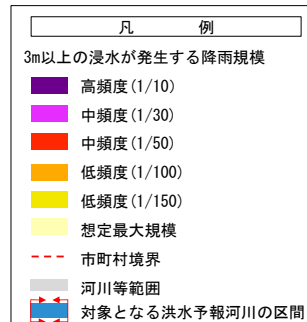 凡 例
3m以上の浸水が発生する降雨規模
高頻度(1/10)
中頻度(1/30)
中頻度(1/50)
低頻度(1/100)
低頻度(1/150)
想定最大規模
市町村境界
河川等範囲
対象となる洪水予報河川の区間